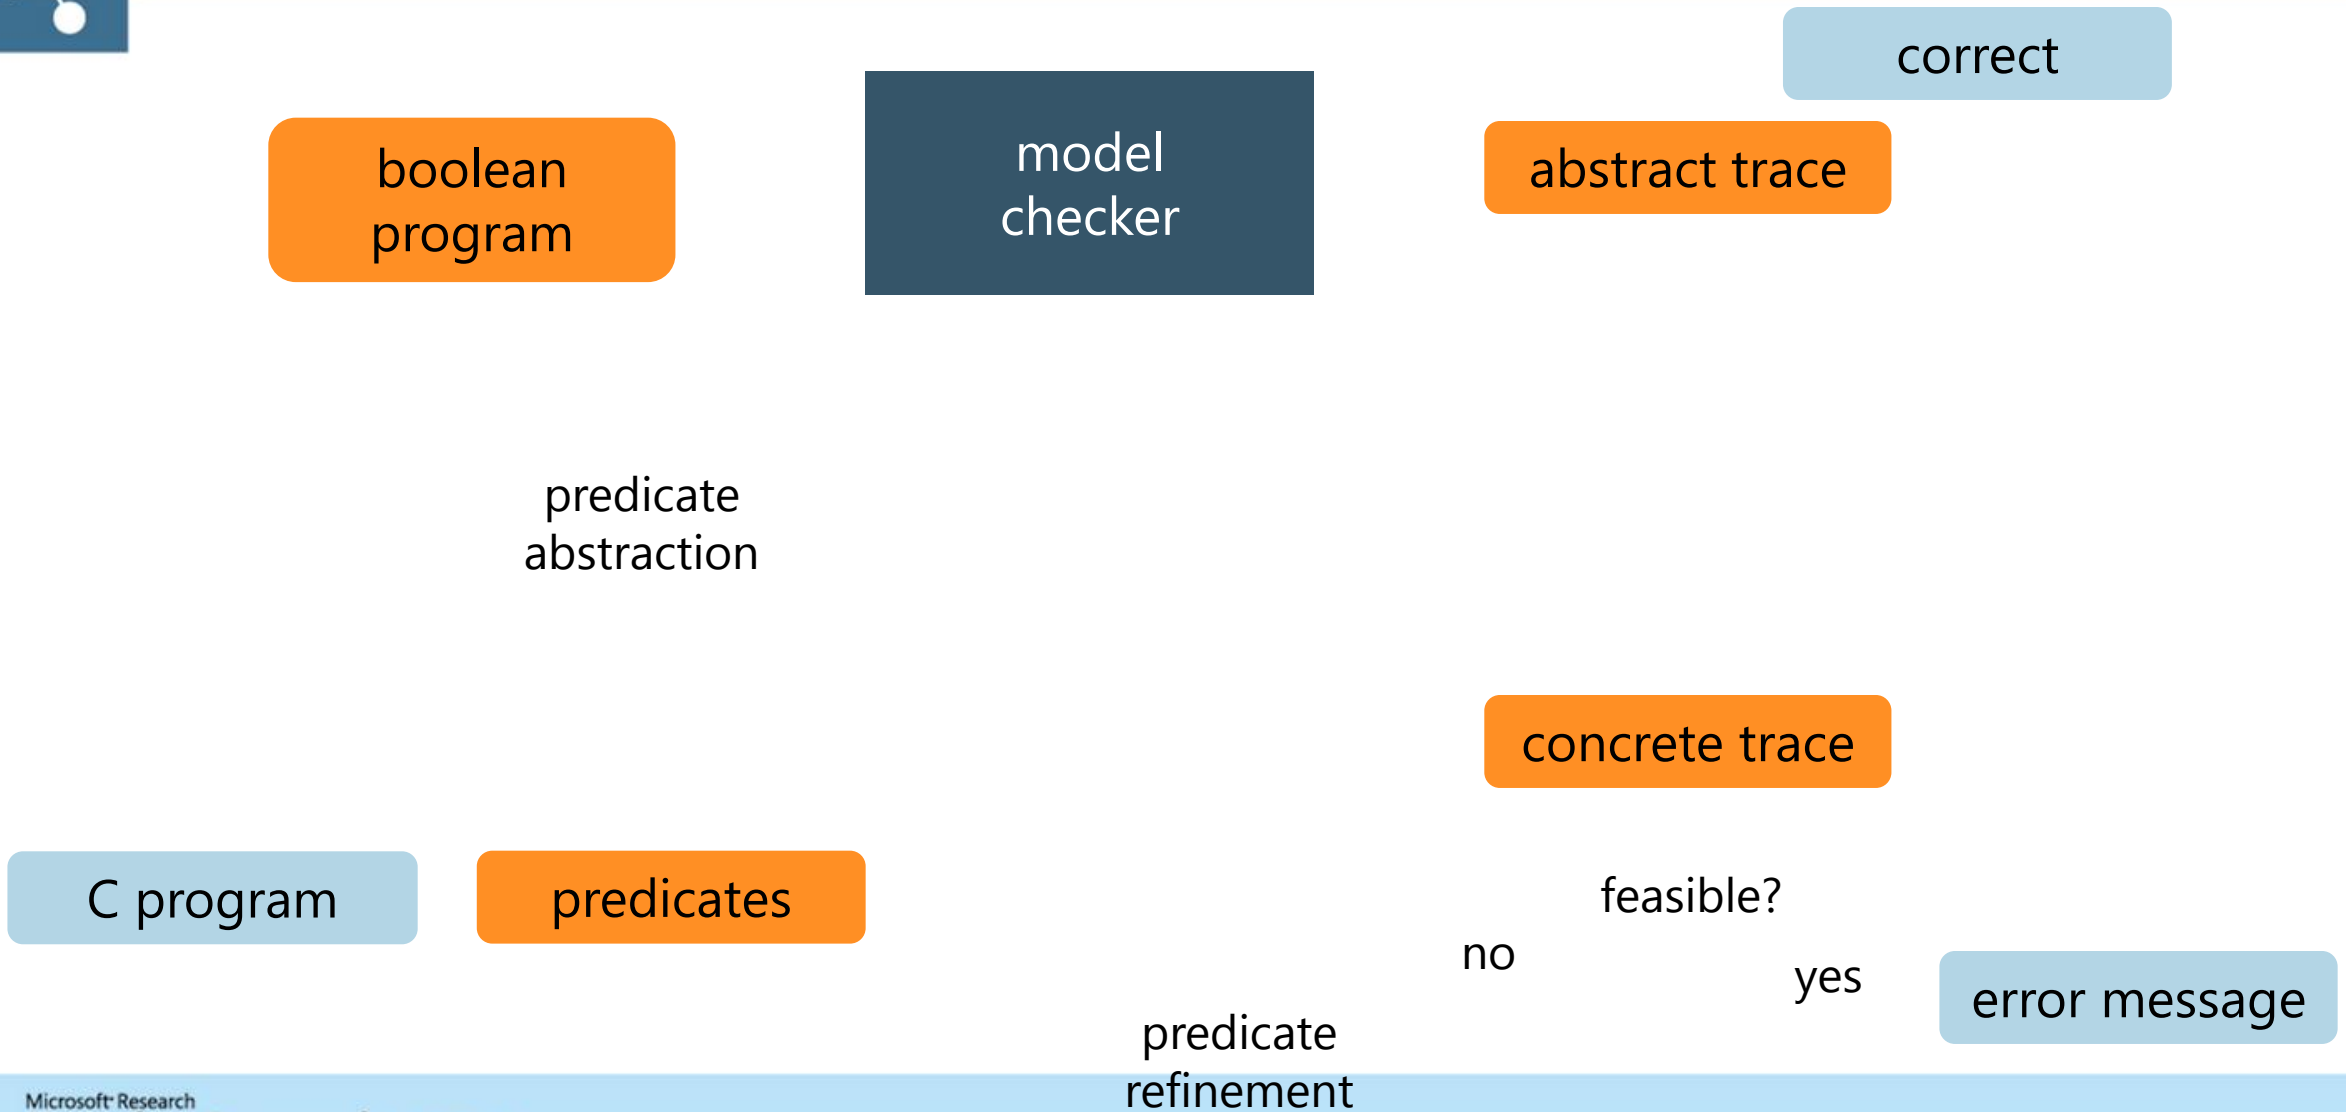 correct
boolean
program
model
checker
abstract trace
predicate
abstraction
concrete trace
C program
predicates
feasible?
no
yes
error message
predicate
refinement
Microsoft Research